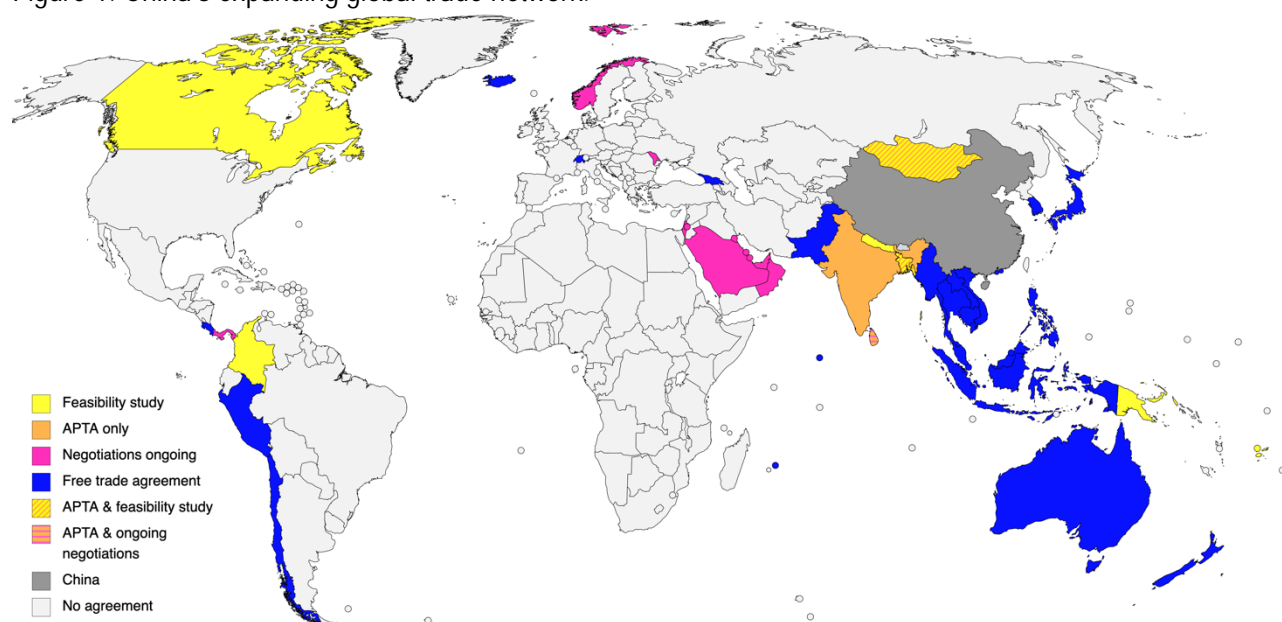 Figure 1: China's expanding global trade network.
Feasibility study
APTA only
Negotiations ongoing
Free trade agreement
APTA & feasibility study
APTA & ongoing
negotiations
China
No agreement